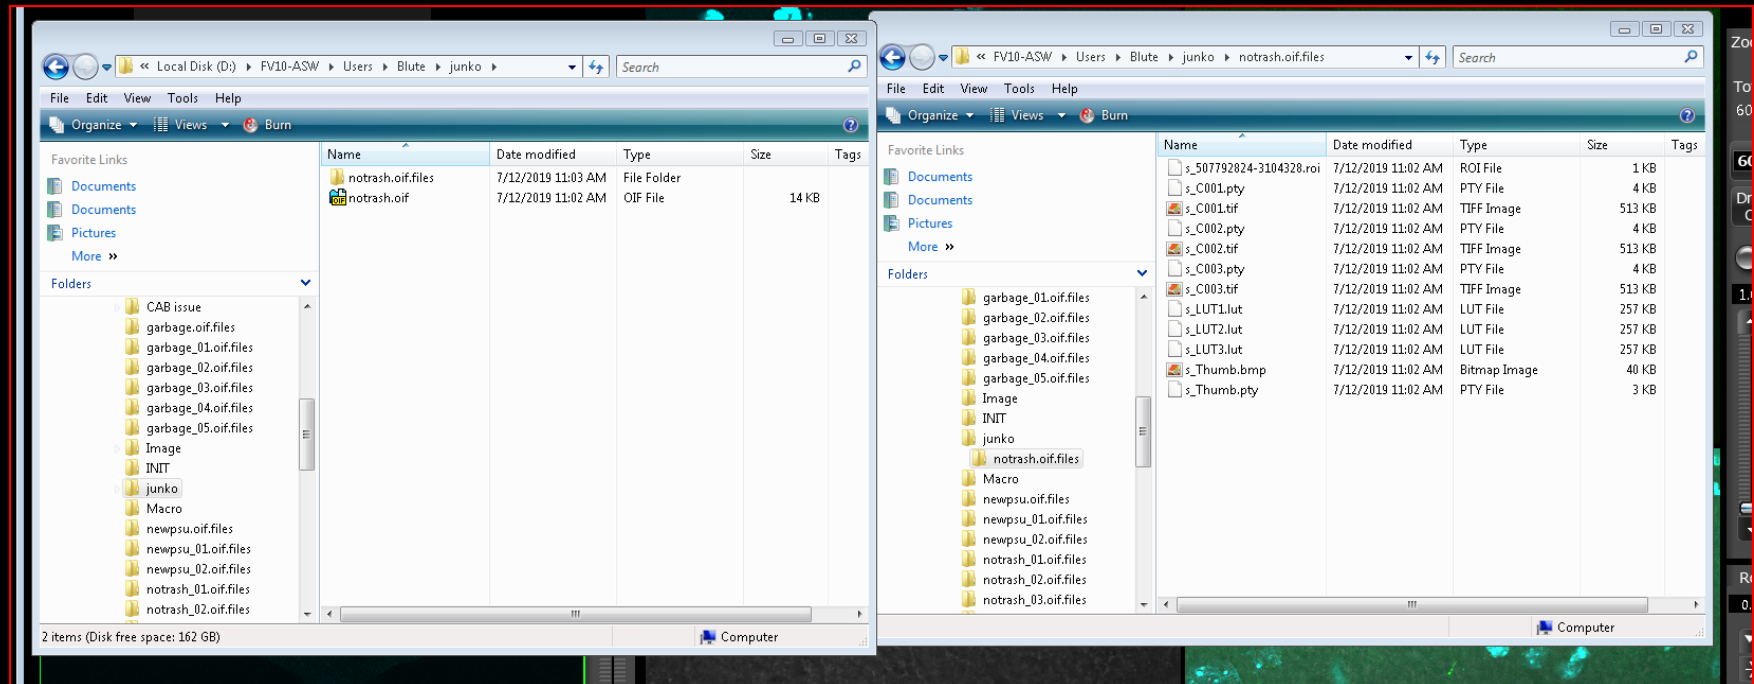 « Local Disk (D:) ▸ FV10-ASW ▸ Users ▸ Blute ▸ junko ▸
Search
File Edit View Tools Help
Organize Views Burn
Favorite Links
Documents
Documents
Pictures
More »
Folders
CAB issue
garbage.oif.files
garbage_01.oif.files
garbage_02.oif.files
garbage_03.oif.files
garbage_04.oif.files
garbage_05.oif.files
Image
INIT
junko
Macro
newpsu.oif.files
newpsu_01.oif.files
newpsu_02.oif.files
notrash_01.oif.files
notrash_02.oif.files
Name Date modified Type Size Tags
notrash.oif.files 7/12/2019 11:03 AM File Folder
notrash.oif 7/12/2019 11:02 AM OIF File 14 KB
2 items (Disk free space: 162 GB) Computer
« FV10-ASW ▸ Users ▸ Blute ▸ junko ▸ notrash.oif.files
Search
File Edit View Tools Help
Organize Views Burn
Favorite Links
Documents
Documents
Pictures
More »
Folders
garbage_01.oif.files
garbage_02.oif.files
garbage_03.oif.files
garbage_04.oif.files
garbage_05.oif.files
Image
INIT
junko
notrash.oif.files
Macro
newpsu.oif.files
newpsu_01.oif.files
newpsu_02.oif.files
notrash_01.oif.files
notrash_02.oif.files
notrash_03.oif.files
Name Date modified Type Size Tags
s_507792824-3104328.roi 7/12/2019 11:02 AM ROI File 1 KB
s_C001.pty 7/12/2019 11:02 AM PTY File 4 KB
s_C001.tif 7/12/2019 11:02 AM TIFF Image 513 KB
s_C002.pty 7/12/2019 11:02 AM PTY File 4 KB
s_C002.tif 7/12/2019 11:02 AM TIFF Image 513 KB
s_C003.pty 7/12/2019 11:02 AM PTY File 4 KB
s_C003.tif 7/12/2019 11:02 AM TIFF Image 513 KB
s_LUT1.lut 7/12/2019 11:02 AM LUT File 257 KB
s_LUT2.lut 7/12/2019 11:02 AM LUT File 257 KB
s_LUT3.lut 7/12/2019 11:02 AM LUT File 257 KB
s_Thumb.bmp 7/12/2019 11:02 AM Bitmap Image 40 KB
s_Thumb.pty 7/12/2019 11:02 AM PTY File 3 KB
Computer